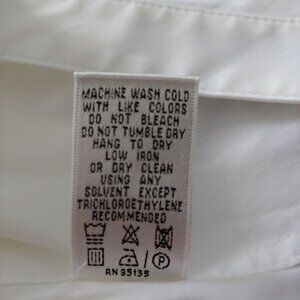 MACHINE WASH COLD
WITH LIKE COLORS
DO NOT BLEACH
DO NOT TUMBLE DRY
HANG TO DRY
LOW IRON
OR DRY CLEAN
USING ANY
SOLVENT EXCEPT
TRICHLOROETHYLENE
RECOMMENDED
P
RN 95135